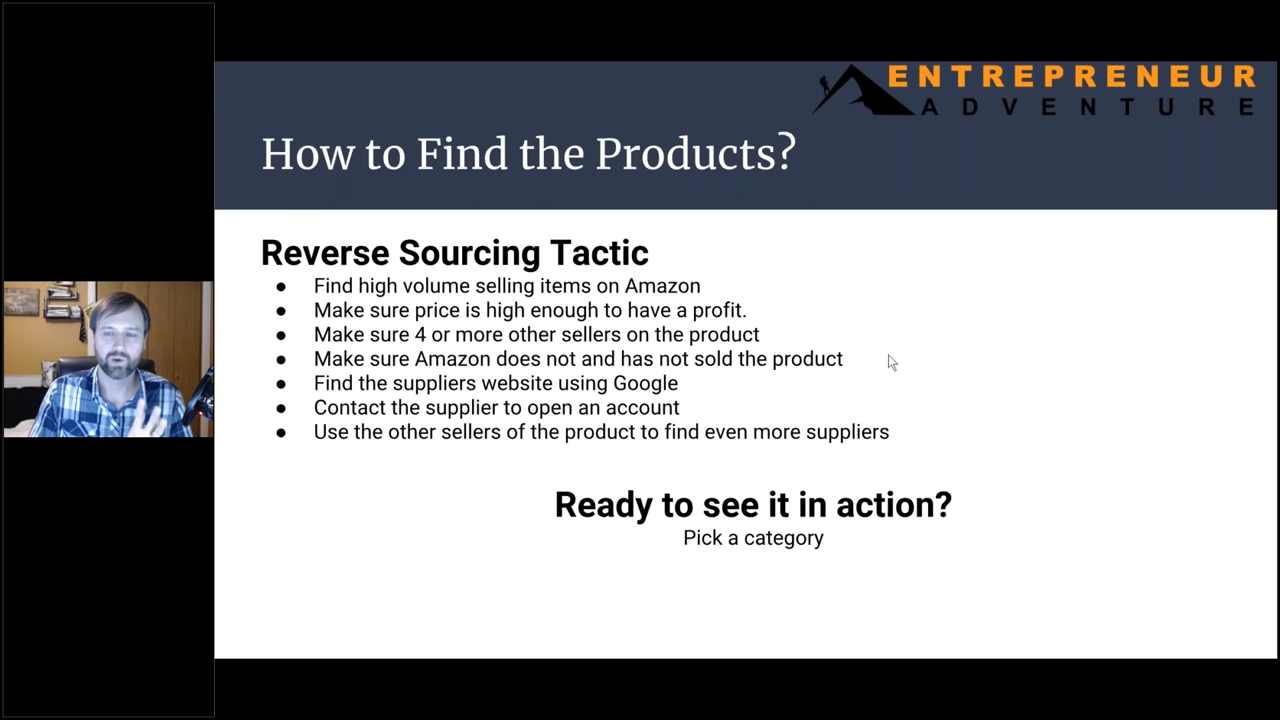 ENTREPRENEUR
ADVENTURE
How to Find the Products?
Reverse Sourcing Tactic
● Find high volume selling items on Amazon
● Make sure price is high enough to have a profit.
● Make sure 4 or more other sellers on the product
● Make sure Amazon does not and has not sold the product
● Find the suppliers website using Google
● Contact the supplier to open an account
● Use the other sellers of the product to find even more suppliers
Ready to see it in action?
Pick a category